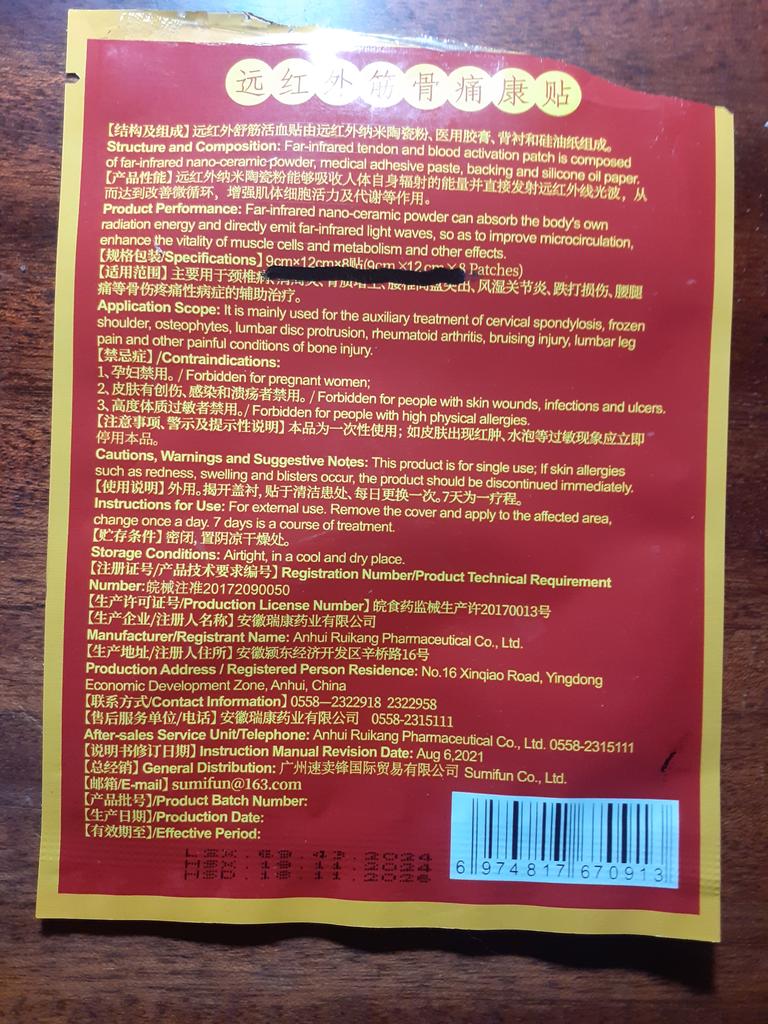 远红外筋骨痛康贴
【结构及组成】远红外舒筋活血贴由远红外纳米陶瓷粉、医用胶膏、背衬和硅油纸组成。
Structure and Composition: Far-infrared tendon and blood activation patch is composed
of far-infrared nano-ceramic powder, medical adhesive paste, backing and silicone oil paper.
【产品性能】远红外纳米陶瓷粉能够吸收人体自身辐射的能量并直接发射远红外线光波，从
而达到改善微循环，增强肌体细胞活力及代谢等作用。
Product Performance: Far-infrared nano-ceramic powder can absorb the body's own
radiation energy and directly emit far-infrared light waves, so as to improve microcirculation,
enhance the vitality of muscle cells and metabolism and other effects.
【规格包装/Specifications】9cm×12cm×8贴(9cm×12cm×8 Patches)
【适用范围】主要用于颈椎病、风湿关节炎、跌打损伤、腰腿
痛等骨伤疼痛性病症的辅助治疗。
Application Scope: It is mainly used for the auxiliary treatment of cervical spondylosis, frozen
shoulder, osteophytes, lumbar disc protrusion, rheumatoid arthritis, bruising injury, lumbar leg
pain and other painful conditions of bone injury.
【禁忌症】/Contraindications:
1、孕妇禁用。/ Forbidden for pregnant women;
2、皮肤有创伤、感染和溃疡者禁用。/ Forbidden for people with skin wounds, infections and ulcers.
3、高度体质过敏者禁用。/ Forbidden for people with high physical allergies.
【注意事项、警示及提示性说明】本品为一次性使用；如皮肤出现红肿、水泡等过敏现象应立即
停用本品。
Cautions, Warnings and Suggestive Notes: This product is for single use; If skin allergies
such as redness, swelling and blisters occur, the product should be discontinued immediately.
【使用说明】外用。揭开盖衬，贴于清洁患处、每日更换一次。7天为一疗程。
Instructions for Use: For external use. Remove the cover and apply to the affected area,
change once a day. 7 days is a course of treatment.
【贮存条件】密闭，置阴凉干燥处。
Storage Conditions: Airtight, in a cool and dry place.
【注册证号/产品技术要求编号】Registration Number/Product Technical Requirement
Number:皖械注准20172090050
【生产许可证号/Production License Number】皖食药监械生产许20170013号
【生产企业/注册人名称】安徽瑞康药业有限公司
Manufacturer/Registrant Name: Anhui Ruikang Pharmaceutical Co., Ltd.
【生产地址/注册人住所】安徽颍东经济开发区辛桥路16号
Production Address / Registered Person Residence: No.16 Xinqiao Road, Yingdong
Economic Development Zone, Anhui, China
【联系方式/Contact Information】0558—2322918 2322958
【售后服务单位/电话】安徽瑞康药业有限公司 0558-2315111
After-sales Service Unit/Telephone: Anhui Ruikang Pharmaceutical Co., Ltd. 0558-2315111
【说明书修订日期】Instruction Manual Revision Date: Aug 6,2021
【总经销】General Distribution: 广州速卖锋国际贸易有限公司 Sumifun Co., Ltd.
【邮箱/E-mail】sumifun@163.com
【产品批号】/Product Batch Number:
【生产日期】/Production Date:
【有效期至】/Effective Period:
6 974817 670913